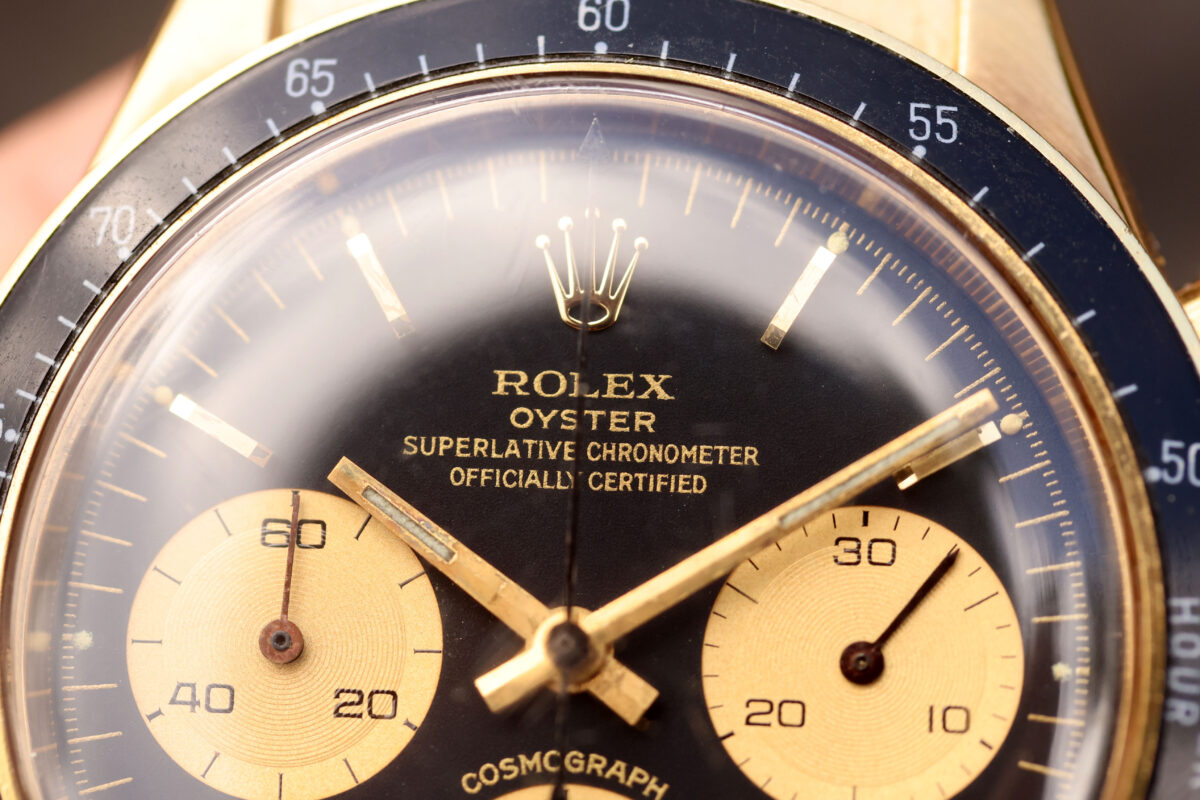 60
65
55
70
50
ROLEX
OYSTER
SUPERLATIVE CHRONOMETER
OFFICIALLY CERTIFIED
60
40
20
30
20
10
COSMOGRAPH
HOUR